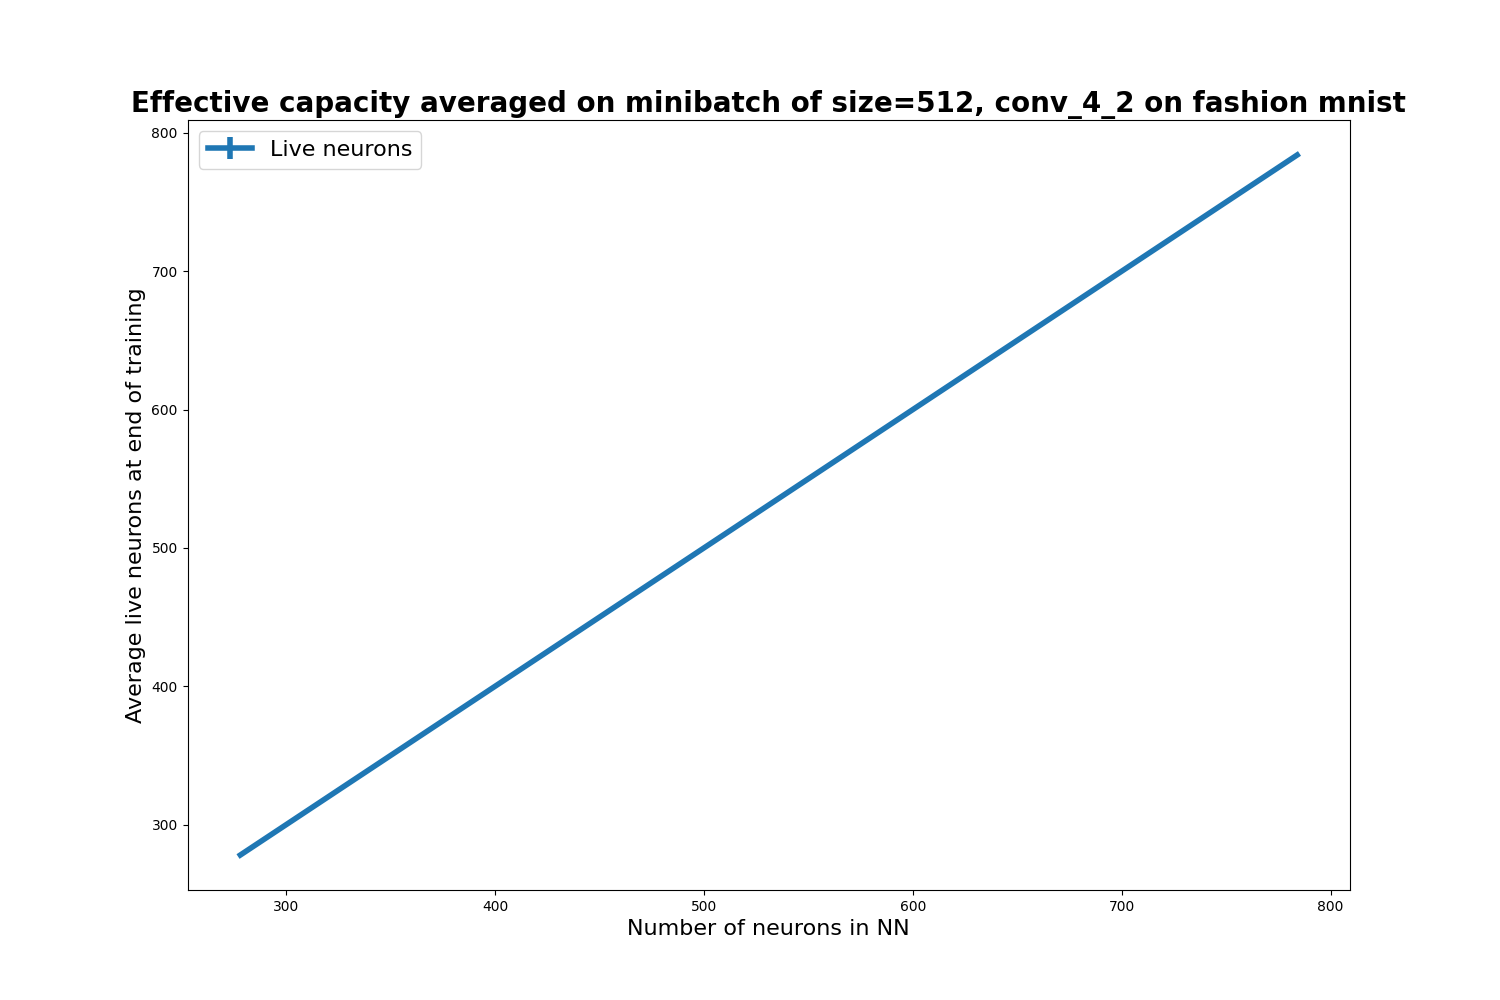 Effective capacity averaged on minibatch of size=512, conv_4_2 on fashion mnist
Live neurons
Average live neurons at end of training
800
700
600
500
400
300
300 400 500 600 700 800
Number of neurons in NN